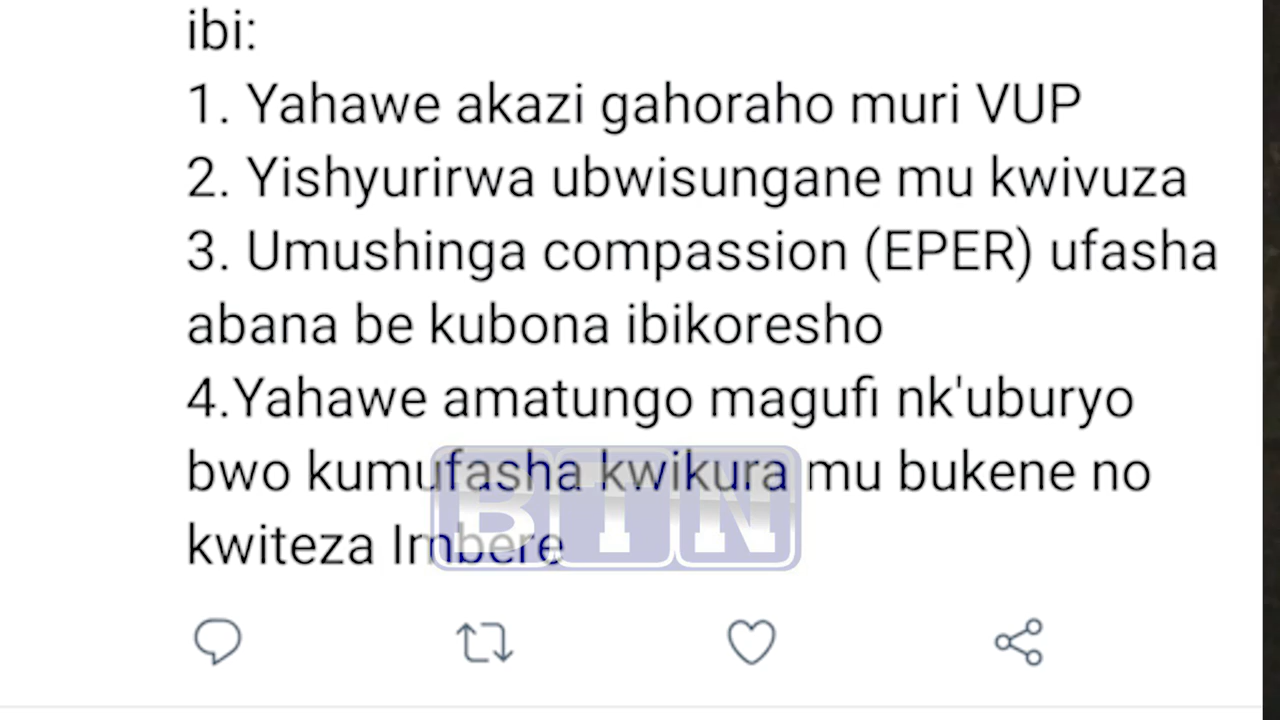 ibi:
1. Yahawe akazi gahoraho muri VUP
2. Yishyurirwa ubwisungane mu kwivuza
3. Umushinga compassion (EPER) ufasha
abana be kubona ibikoresho
4.Yahawe amatungo magufi nk'uburyo
bwo kumufasha kwikura mu bukene no
kwiteza Imbere
BTN